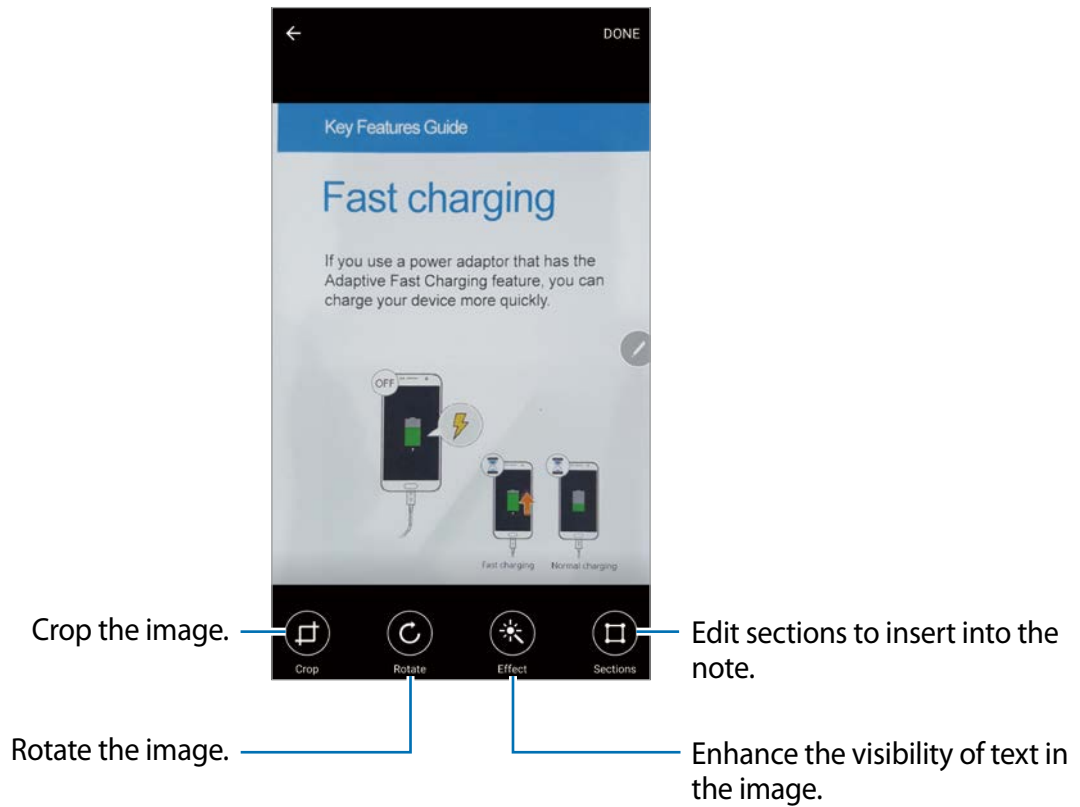 DONE
Key Features Guide
Fast charging
If you use a power adaptor that has the
Adaptive Fast Charging feature, you can
charge your device more quickly.
OFF
Fast charging
Normal charging
Crop
Rotate
Effect
Sections
Crop the image.
Edit sections to insert into the
note.
Rotate the image.
Enhance the visibility of text in
the image.